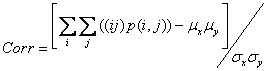 Corr = [ ∑_i ∑_j ((ij) p(i, j)) − μ_x μ_y ] / σ_x σ_y